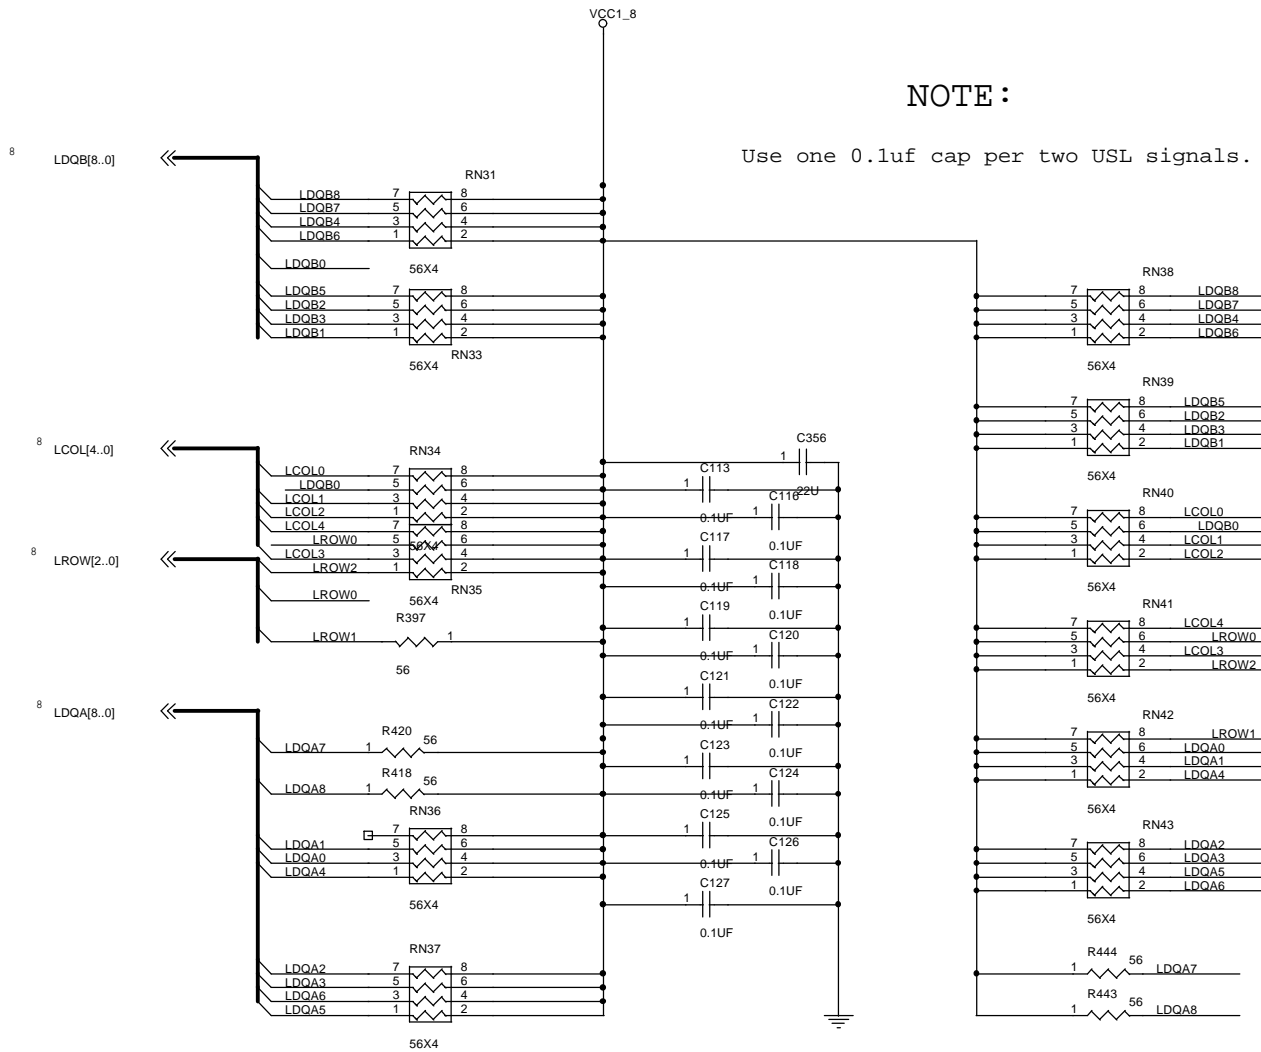 VCC1_8
NOTE:
Use one 0.1uf cap per two USL signals.
8 LDQB[8..0]
RN31
LDQB8 7 8
LDQB7 5 6
LDQB4 3 4
LDQB6 1 2
LDQB0
56X4
LDQB5 7 8
LDQB2 5 6
LDQB3 3 4
LDQB1 1 2
RN33
56X4
8 LCOL[4..0]
RN34
LCOL0 7 8
LDQB0 5 6
LCOL1 3 4
LCOL2 1 2
LCOL4 7 8
56X4
LROW0 5 6
LCOL3 3 4
LROW2 1 2
8 LROW[2..0]
RN35
56X4
LROW0
R397
LROW1 1
56
8 LDQA[8..0]
R420
LDQA7 1 56
R418
LDQA8 1 56
RN36
7 8
LDQA1 5 6
LDQA0 3 4
LDQA4 1 2
56X4
RN37
LDQA2 7 8
LDQA3 5 6
LDQA6 3 4
LDQA5 1 2
56X4
C356
1
22U
C113
1
0.1UF
C116
1
0.1UF
C117
1
0.1UF
C118
1
0.1UF
C119
1
0.1UF
C120
1
0.1UF
C121
1
0.1UF
C122
1
0.1UF
C123
1
0.1UF
C124
1
0.1UF
C125
1
0.1UF
C126
1
0.1UF
C127
1
0.1UF
RN38
7 8 LDQB8
5 6 LDQB7
3 4 LDQB4
1 2 LDQB6
56X4
RN39
7 8 LDQB5
5 6 LDQB2
3 4 LDQB3
1 2 LDQB1
56X4
RN40
7 8 LCOL0
5 6 LDQB0
3 4 LCOL1
1 2 LCOL2
56X4
RN41
7 8 LCOL4
5 6 LROW0
3 4 LCOL3
1 2 LROW2
56X4
RN42
7 8 LROW1
5 6 LDQA0
3 4 LDQA1
1 2 LDQA4
56X4
RN43
7 8 LDQA2
5 6 LDQA3
3 4 LDQA5
1 2 LDQA6
56X4
R444
1 56 LDQA7
R443
1 56 LDQA8